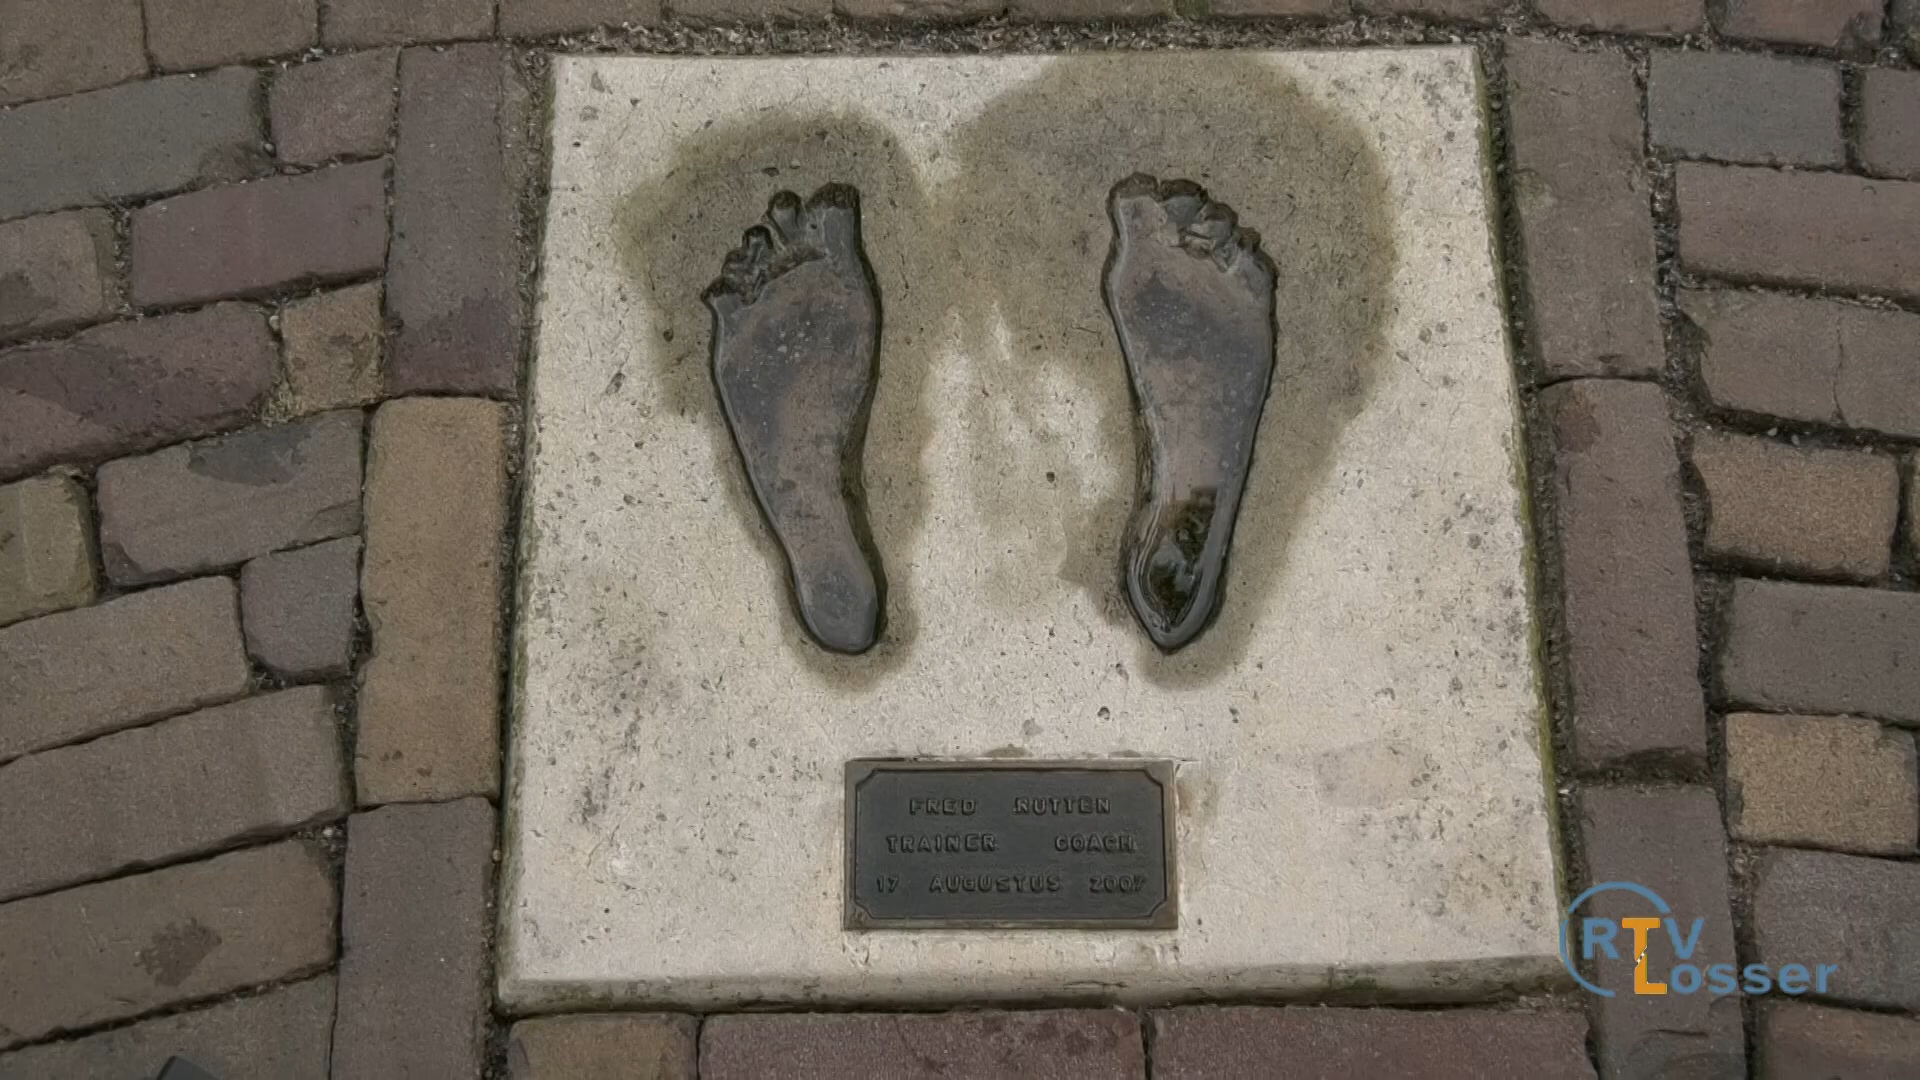 FRED RUTTEN
TRAINER COACH
17 AUGUSTUS 2007
RTV
Losser